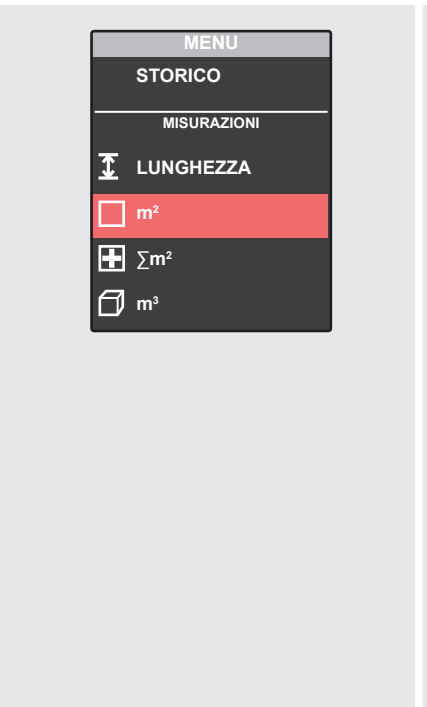 MENU
STORICO
MISURAZIONI
LUNGHEZZA
m²
∑m²
m³